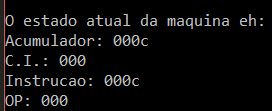 O estado atual da maquina eh:
Acumulador: 000c
C.I.: 000
Instrucao: 000c
OP: 000